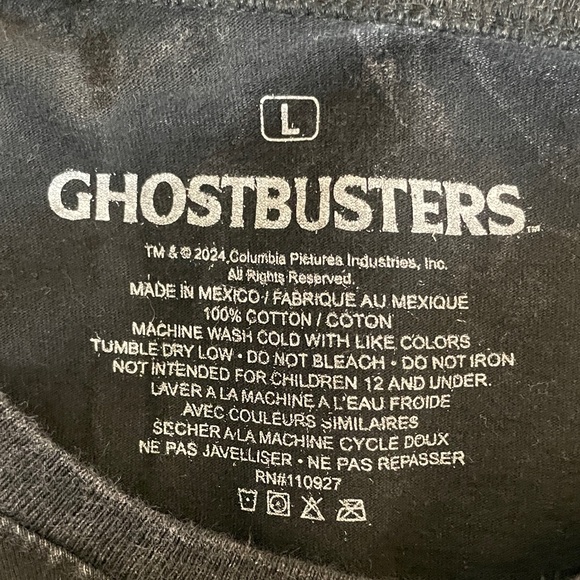 L
GHOSTBUSTERS™
TM & © 2024 Columbia Pictures Industries, Inc.
All Rights Reserved.
MADE IN MEXICO / FABRIQUE AU MEXIQUE
100% COTTON / COTON
MACHINE WASH COLD WITH LIKE COLORS
TUMBLE DRY LOW • DO NOT BLEACH • DO NOT IRON
NOT INTENDED FOR CHILDREN 12 AND UNDER.
LAVER A LA MACHINE A L'EAU FROIDE
AVEC COULEURS SIMILAIRES
SECHER A LA MACHINE CYCLE DOUX
NE PAS JAVELLISER • NE PAS REPASSER
RN#110927